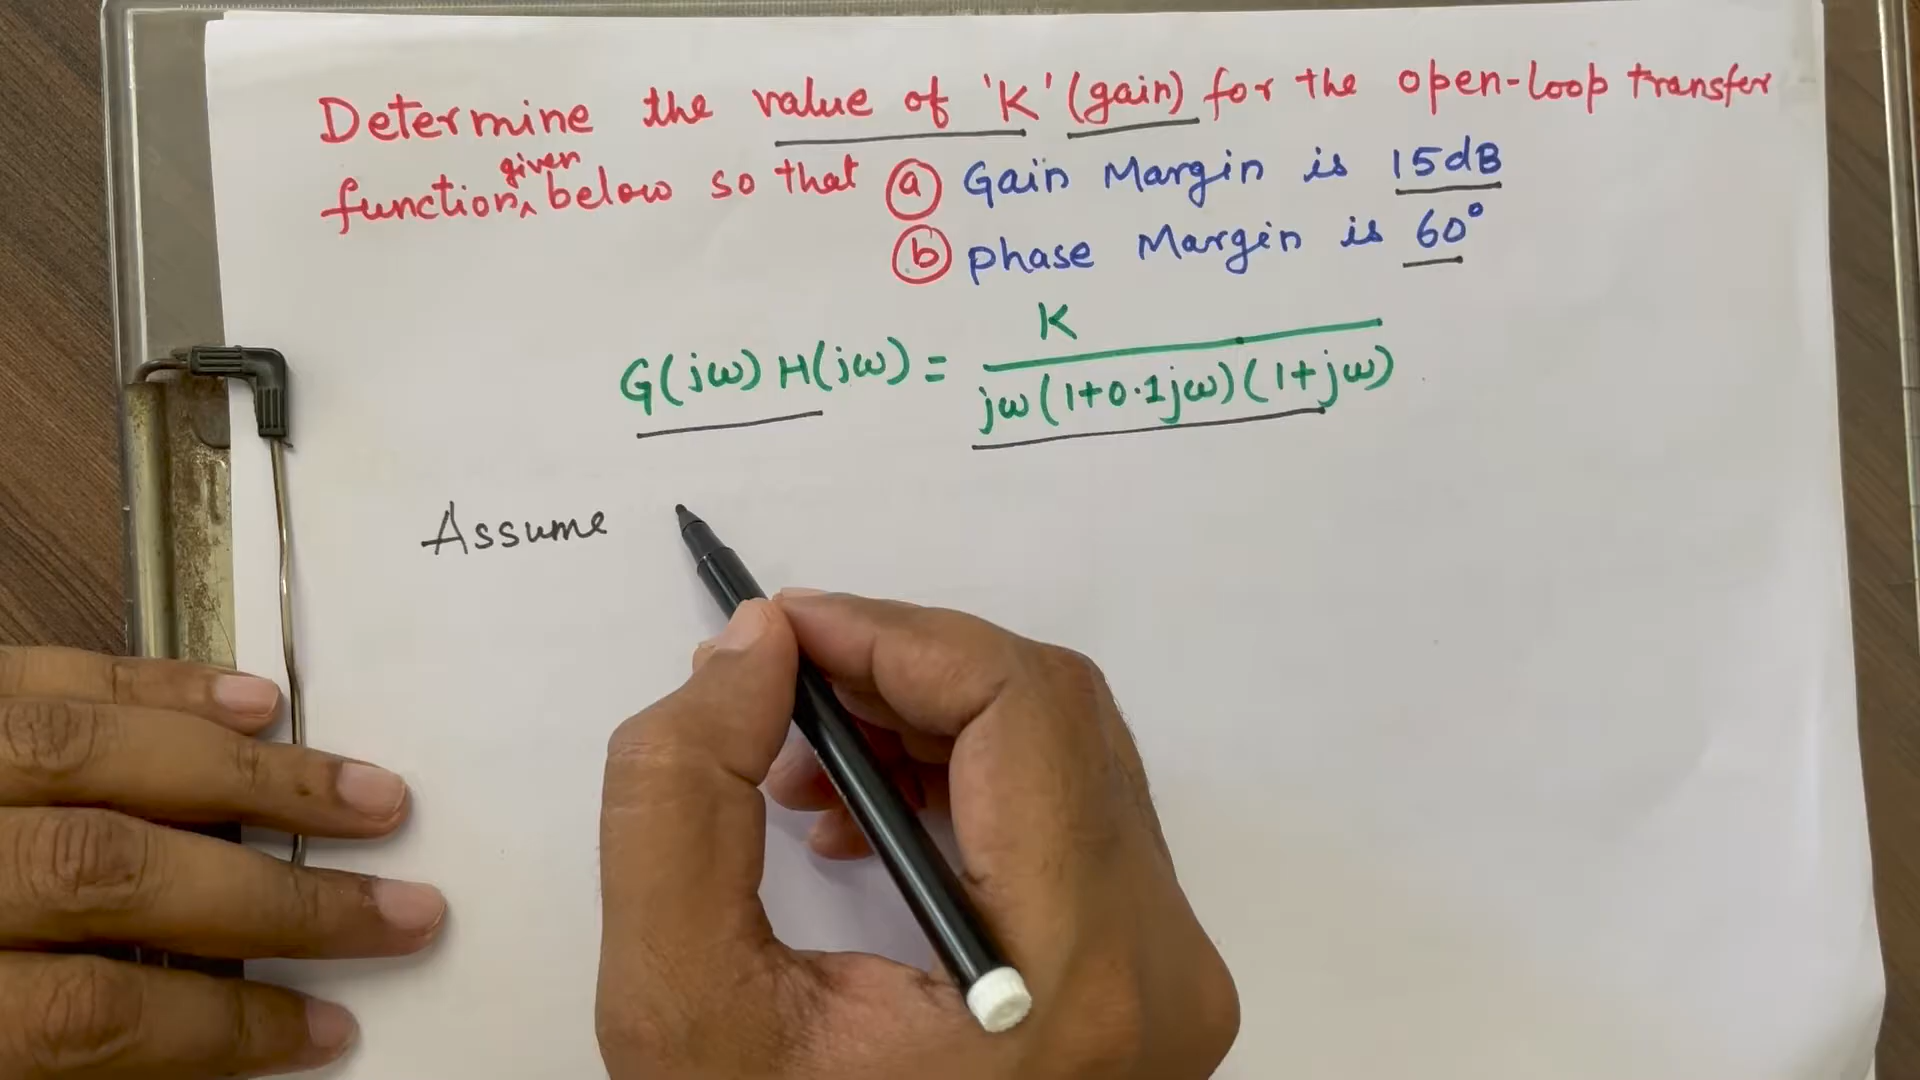 Determine the value of 'K' (gain) for the open-loop transfer
function given below so that ⓐ Gain Margin is 15dB
ⓑ phase Margin is 60°
G(jω) H(jω) = K / jω(1+0.1jω)(1+jω)
Assume